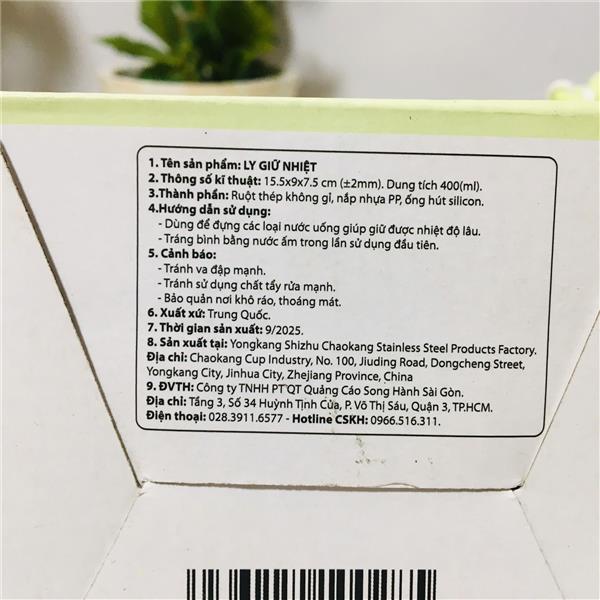 1. Tên sản phẩm: LY GIỮ NHIỆT
2. Thông số kĩ thuật: 15.5x9x7.5 cm (±2mm). Dung tích 400(ml).
3.Thành phần: Ruột thép không gỉ, nắp nhựa PP, ống hút silicon.
4.Hướng dẫn sử dụng:
- Dùng để đựng các loại nước uống giúp giữ được nhiệt độ lâu.
- Tráng bình bằng nước ấm trong lần sử dụng đầu tiên.
5. Cảnh báo:
- Tránh va đập mạnh.
- Tránh sử dụng chất tẩy rửa mạnh.
- Bảo quản nơi khô ráo, thoáng mát.
6. Xuất xứ: Trung Quốc.
7. Thời gian sản xuất: 9/2025.
8. Sản xuất tại: Yongkang Shizhu Chaokang Stainless Steel Products Factory.
Địa chỉ: Chaokang Cup Industry, No. 100, Jiuding Road, Dongcheng Street,
Yongkang City, Jinhua City, Zhejiang Province, China
9. ĐVTH: Công ty TNHH PT QT Quảng Cáo Song Hành Sài Gòn.
Địa chỉ: Tầng 3, Số 34 Huỳnh Tịnh Của, P. Võ Thị Sáu, Quận 3, TP.HCM.
Điện thoại: 028.3911.6577 - Hotline CSKH: 0966.516.311.